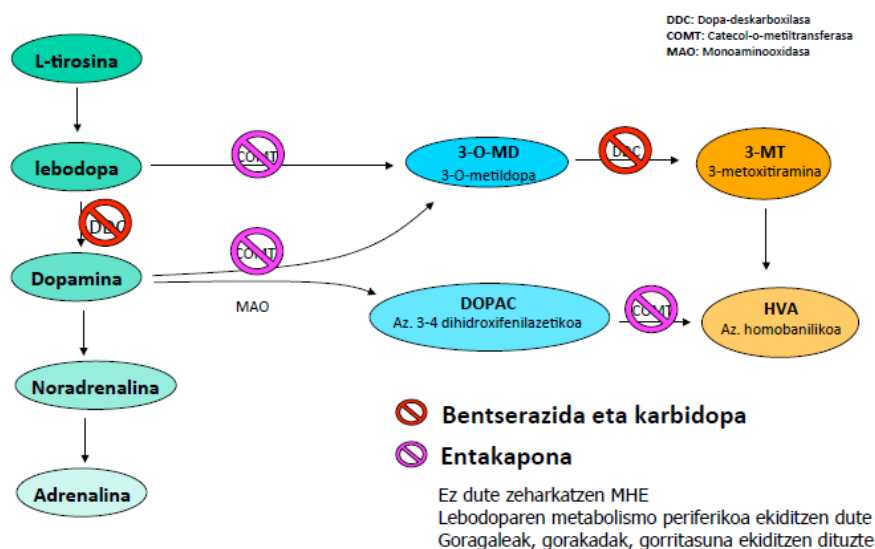 DDC: Dopa-deskarboxilasa
COMT: Catecol-o-metiltransferasa
MAO: Monoaminooxidasa
L-tirosina
lebodopa
COMT
3-O-MD
3-O-metildopa
DDC
3-MT
3-metoxitiramina
DDC
Dopamina
COMT
MAO
DOPAC
Az. 3-4 dihidroxifenilazetikoa
COMT
HVA
Az. homobanilikoa
Noradrenalina
Adrenalina
Bentserazida eta karbidopa
Entakapona
Ez dute zeharkatzen MHE
Lebodoparen metabolismo periferikoa ekiditzen dute
Goragaleak, gorakadak, gorritasuna ekiditzen dituzte